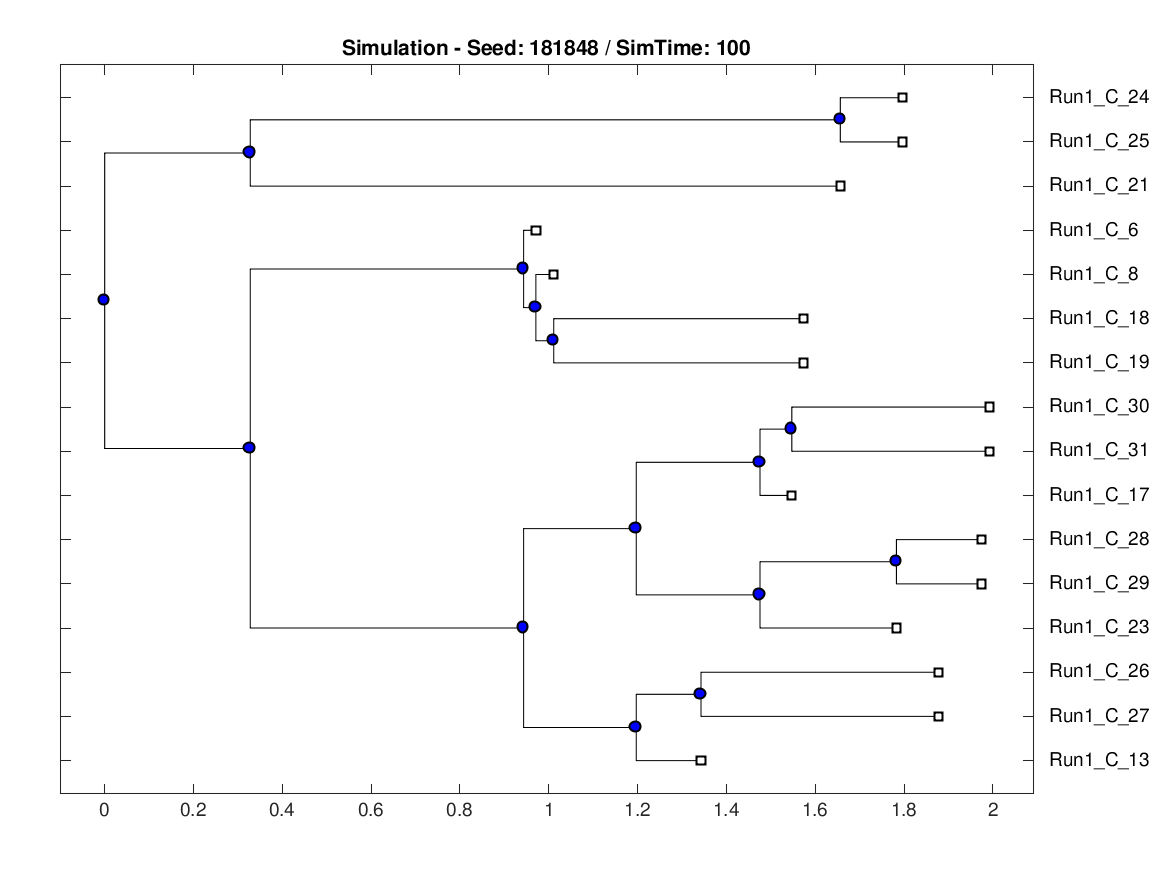 Simulation - Seed: 181848 / SimTime: 100
Run1_C_24
Run1_C_25
Run1_C_21
Run1_C_6
Run1_C_8
Run1_C_18
Run1_C_19
Run1_C_30
Run1_C_31
Run1_C_17
Run1_C_28
Run1_C_29
Run1_C_23
Run1_C_26
Run1_C_27
Run1_C_13
0 0.2 0.4 0.6 0.8 1 1.2 1.4 1.6 1.8 2